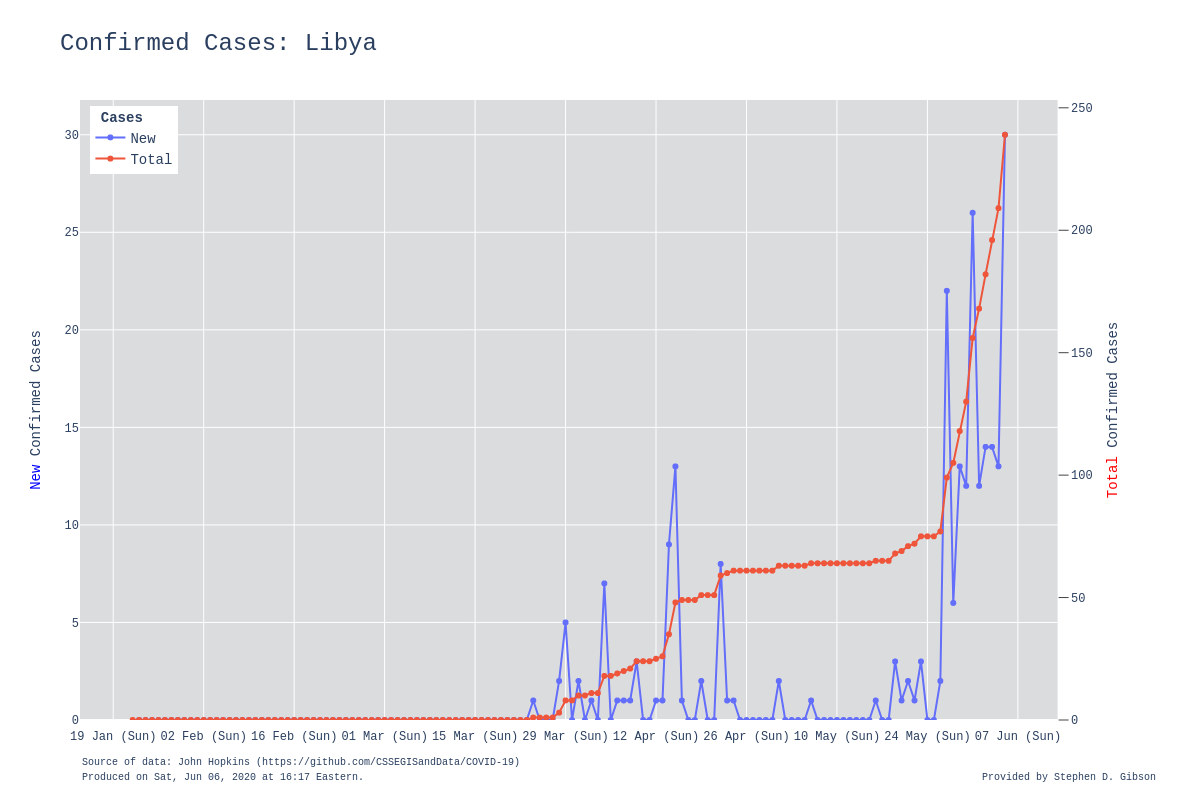 Confirmed Cases: Libya
Cases
New
Total
30
25
20
15
10
5
0
250
200
150
100
50
0
New Confirmed Cases
Total Confirmed Cases
19 Jan (Sun) 02 Feb (Sun) 16 Feb (Sun) 01 Mar (Sun) 15 Mar (Sun) 29 Mar (Sun) 12 Apr (Sun) 26 Apr (Sun) 10 May (Sun) 24 May (Sun) 07 Jun (Sun)
Source of data: John Hopkins (https://github.com/CSSEGISandData/COVID-19)
Produced on Sat, Jun 06, 2020 at 16:17 Eastern.
Provided by Stephen D. Gibson